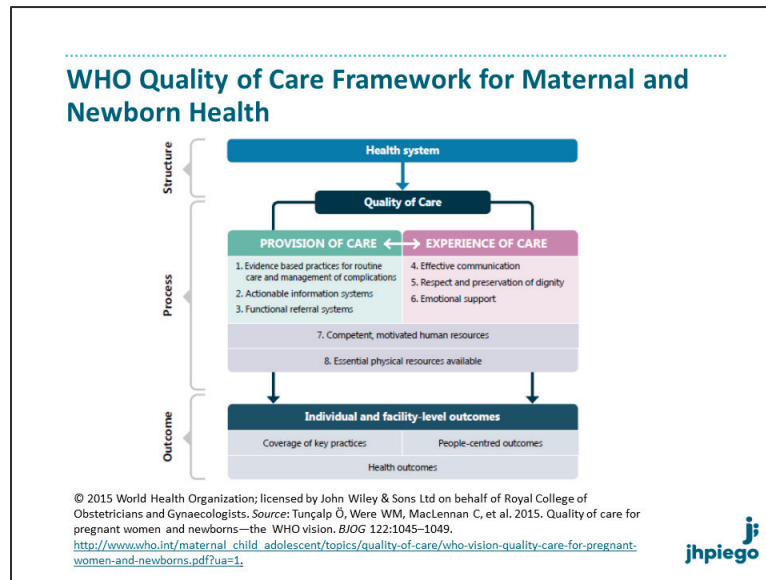 WHO Quality of Care Framework for Maternal and
Newborn Health
Structure
Health system
Process
Quality of Care
PROVISION OF CARE
EXPERIENCE OF CARE
1. Evidence based practices for routine
care and management of complications
2. Actionable information systems
3. Functional referral systems
4. Effective communication
5. Respect and preservation of dignity
6. Emotional support
7. Competent, motivated human resources
8. Essential physical resources available
Outcome
Individual and facility-level outcomes
Coverage of key practices
People-centred outcomes
Health outcomes
© 2015 World Health Organization; licensed by John Wiley & Sons Ltd on behalf of Royal College of
Obstetricians and Gynaecologists. Source: Tunçalp Ö, Were WM, MacLennan C, et al. 2015. Quality of care for
pregnant women and newborns—the WHO vision. BJOG 122:1045–1049.
http://www.who.int/maternal_child_adolescent/topics/quality-of-care/who-vision-quality-care-for-pregnant-
women-and-newborns.pdf?ua=1.
jhpiego